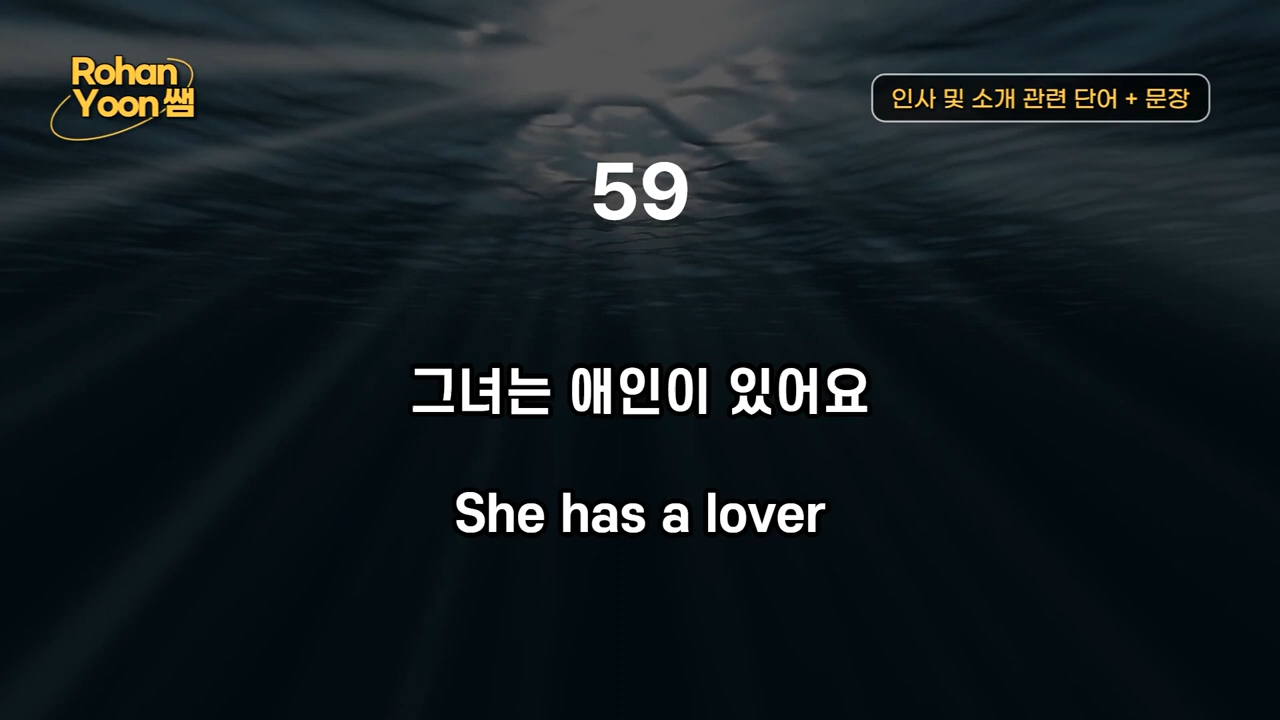 Rohan
Yoon쌤
인사 및 소개 관련 단어 + 문장
59
그녀는 애인이 있어요
She has a lover